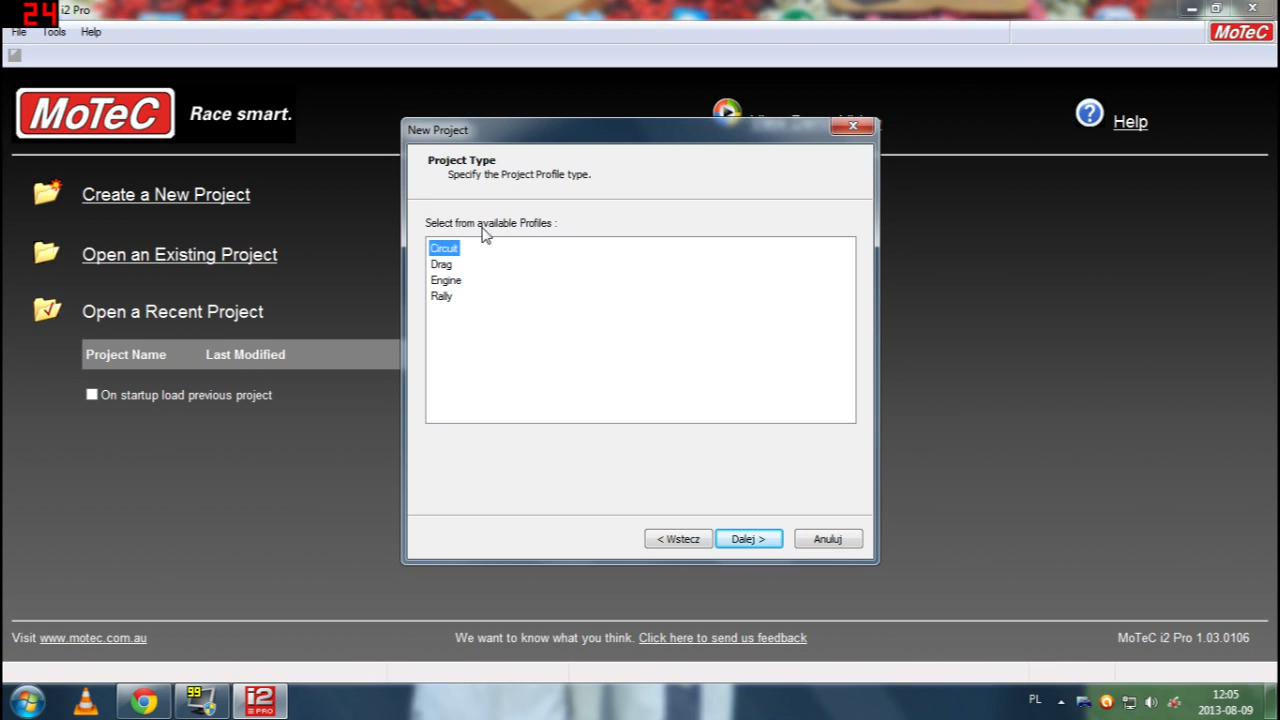 24
i2 Pro
File Tools Help
MoTeC
MoTeC Race smart.
Help
New Project
Project Type
Specify the Project Profile type.
Create a New Project
Select from available Profiles :
Circuit
Drag
Engine
Rally
Open an Existing Project
Open a Recent Project
Project Name Last Modified
On startup load previous project
< Wstecz Dalej > Anuluj
Visit www.motec.com.au
We want to know what you think. Click here to send us feedback
MoTeC i2 Pro 1.03.0106
99
i2
PRO
PL
12:05
2013-08-09